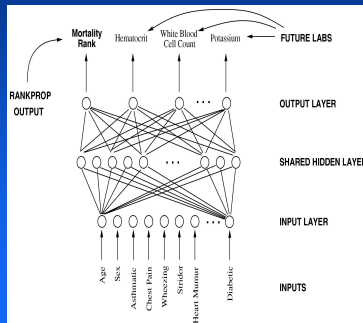 Mortality
Rank
Hematocrit
White Blood
Cell Count
Potassium
FUTURE LABS
RANKPROP
OUTPUT
OUTPUT LAYER
SHARED HIDDEN LAYER
INPUT LAYER
Age
Sex
Asthmatic
Chest Pain
Wheezing
Stridor
Heart Mumur
Diabetic
INPUTS